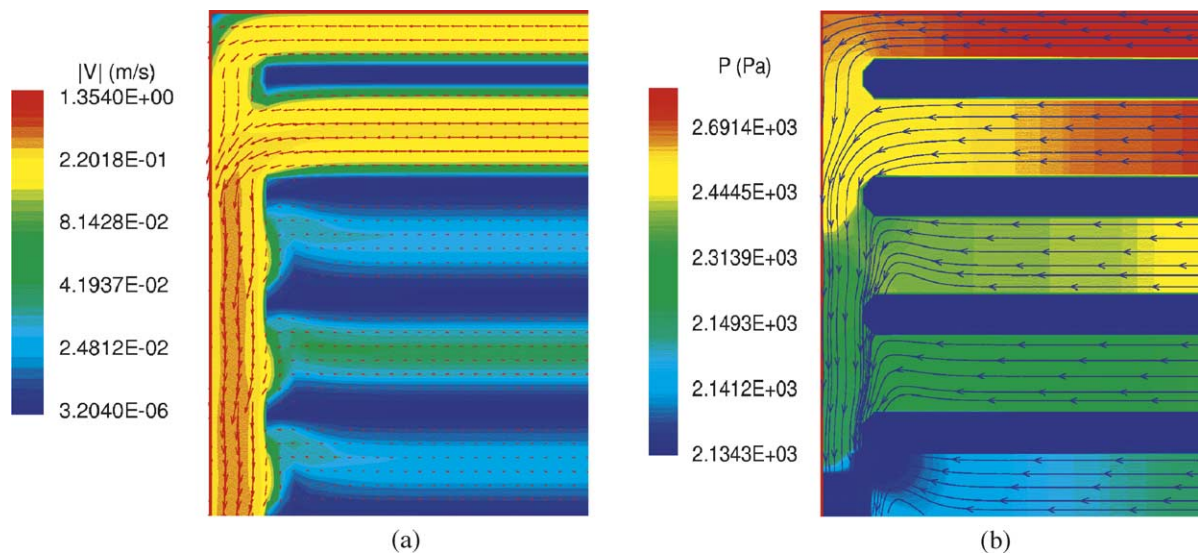 |V| (m/s)
1.3540E+00
2.2018E-01
8.1428E-02
4.1937E-02
2.4812E-02
3.2040E-06
(a)
P (Pa)
2.6914E+03
2.4445E+03
2.3139E+03
2.1493E+03
2.1412E+03
2.1343E+03
(b)